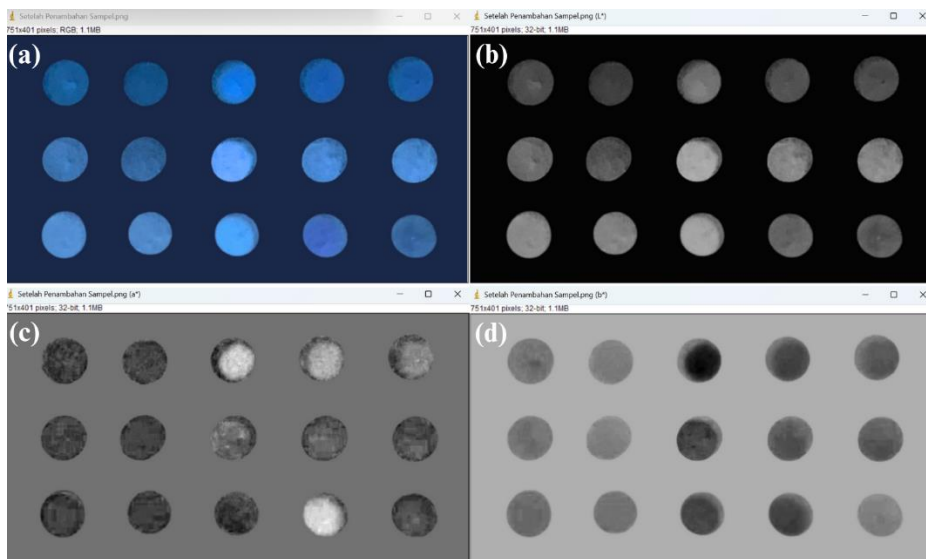 Setelah Penambahan Sampel.png
751x401 pixels; RGB; 1.1MB
(a)
Setelah Penambahan Sampel.png (L*)
751x401 pixels; 32-bit; 1.1MB
(b)
Setelah Penambahan Sampel.png (a*)
751x401 pixels; 32-bit; 1.1MB
(c)
Setelah Penambahan Sampel.png (b*)
751x401 pixels; 32-bit; 1.1MB
(d)